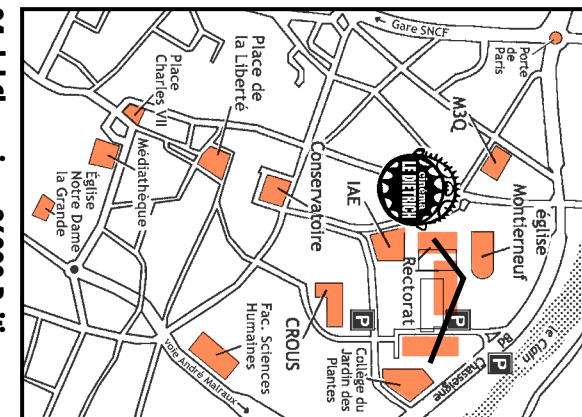 Gare SNCF
Porte
de
Paris
Place de
la Liberté
Place
Charles VII
M3Q
Conservatoire
cinéma
LE DIETRICH
église
Montierneuf
IAE
Médiathèque
Église
Notre Dame
la Grande
Rectorat
le Clain
Bd
Chasseigne
P
P
P
CROUS
Fac. Sciences
Humaines
Collège du
Jardin des
Plantes
voie André Malraux